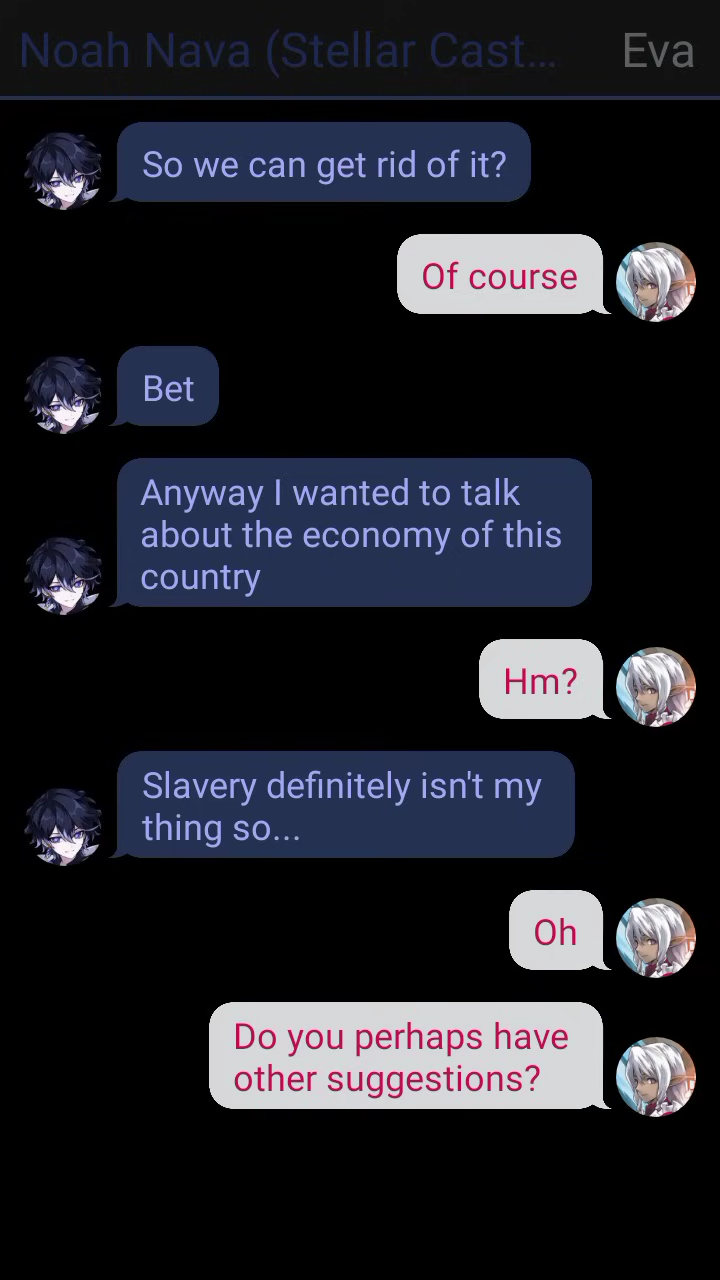 Noah Nava (Stellar Cast...
Eva
So we can get rid of it?
Of course
Bet
Anyway I wanted to talk
about the economy of this
country
Hm?
Slavery definitely isn't my
thing so...
Oh
Do you perhaps have
other suggestions?